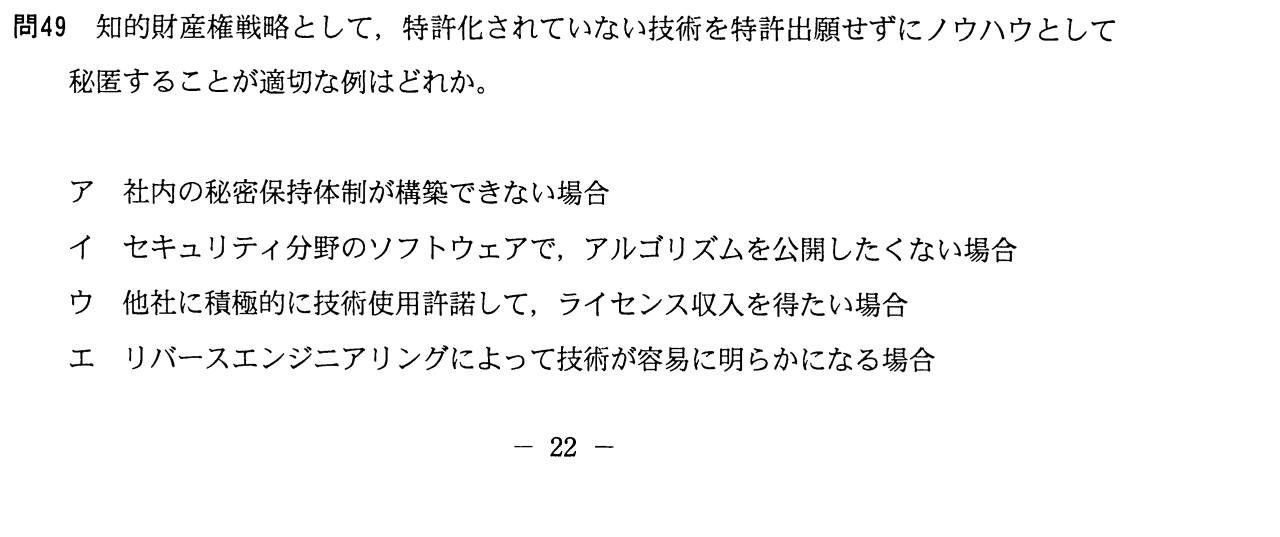 問49 知的財産権戦略として，特許化されていない技術を特許出願せずにノウハウとして
秘匿することが適切な例はどれか。
ア 社内の秘密保持体制が構築できない場合
イ セキュリティ分野のソフトウェアで，アルゴリズムを公開したくない場合
ウ 他社に積極的に技術使用許諾して，ライセンス収入を得たい場合
エ リバースエンジニアリングによって技術が容易に明らかになる場合
－ 22 －